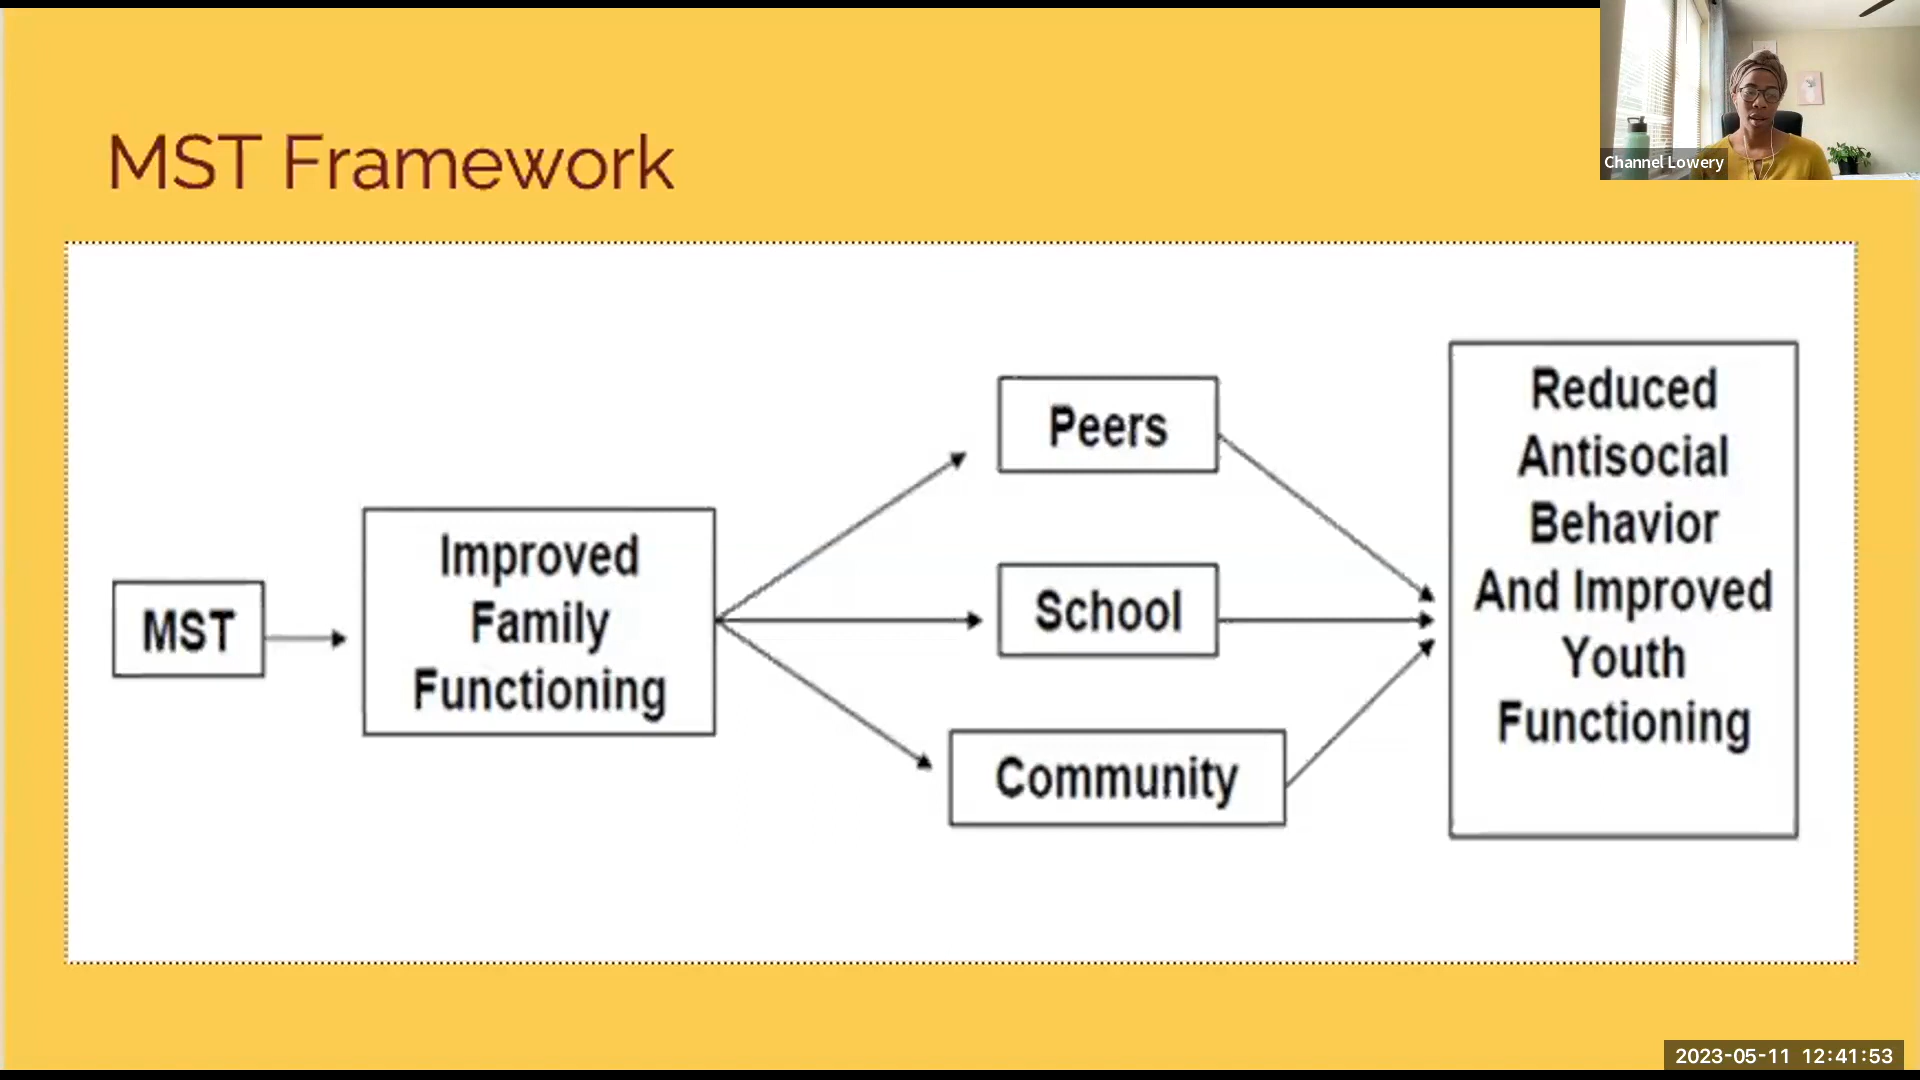 Channel Lowery
MST Framework
MST
Improved
Family
Functioning
Peers
School
Community
Reduced
Antisocial
Behavior
And Improved
Youth
Functioning
2023-05-11 12:41:53